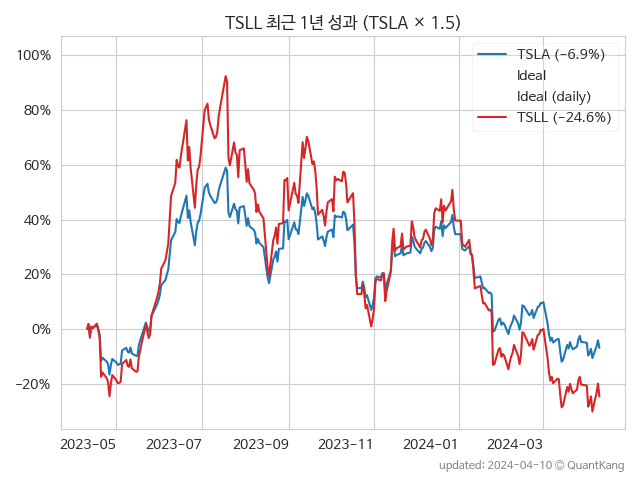 TSLL 최근 1년 성과 (TSLA × 1.5)
100%
80%
60%
40%
20%
0%
−20%
TSLA (−6.9%)
Ideal
Ideal (daily)
TSLL (−24.6%)
2023−05
2023−07
2023−09
2023−11
2024−01
2024−03
updated: 2024-04-10 © QuantKang